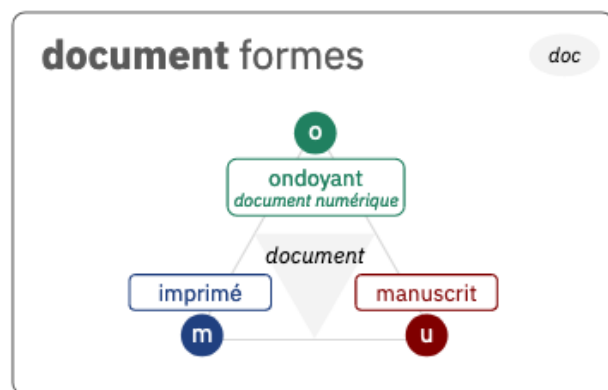 document formes
doc
o
ondoyant
document numérique
document
imprimé
manuscrit
m
u